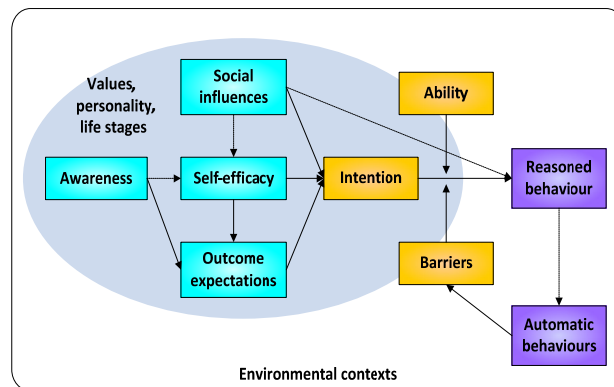 Values,
personality,
life stages
Social
influences
Ability
Awareness
Self-efficacy
Intention
Reasoned
behaviour
Outcome
expectations
Barriers
Automatic
behaviours
Environmental contexts